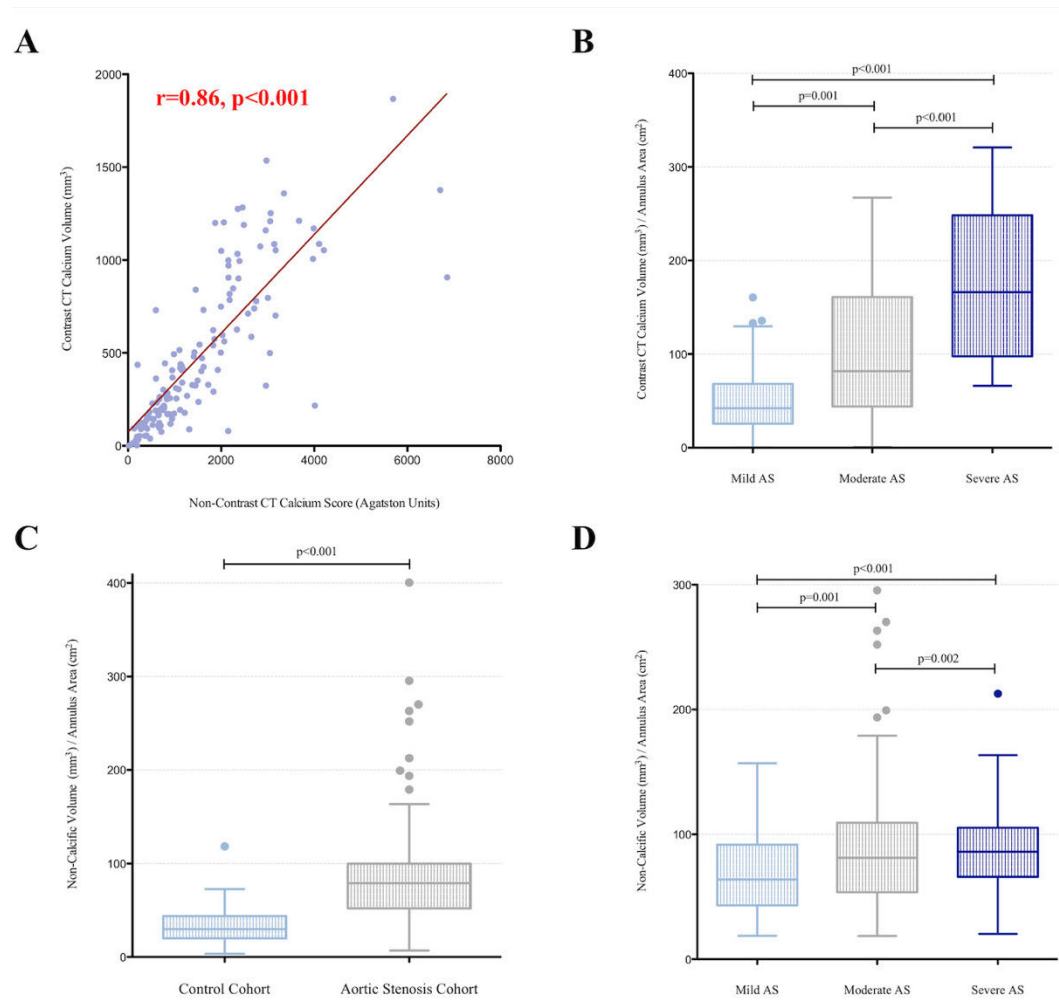 A
r=0.86, p<0.001
2000
1500
1000
500
0
0
2000
4000
6000
8000
Contrast CT Calcium Volume (mm³)
Non-Contrast CT Calcium Score (Agatston Units)
B
400
300
200
100
0
Contrast CT Calcium Volume (mm³) / Annulus Area (cm²)
p<0.001
p=0.001
p<0.001
Mild AS
Moderate AS
Severe AS
C
400
300
200
100
0
Non-Calcific Volume (mm³) / Annulus Area (cm²)
p<0.001
Control Cohort
Aortic Stenosis Cohort
D
300
200
100
0
Non-Calcific Volume (mm³) / Annulus Area (cm²)
p<0.001
p=0.001
p=0.002
Mild AS
Moderate AS
Severe AS